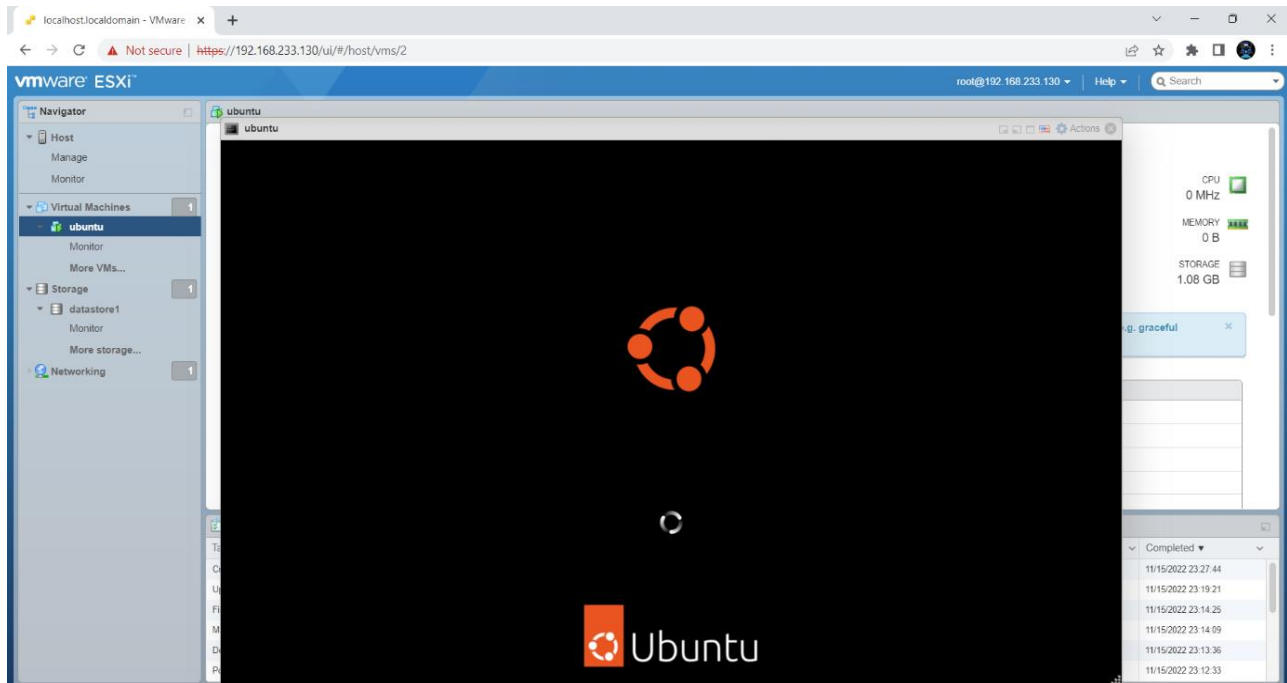 localhost.localdomain - VMware
Not secure | https://192.168.233.130/ui/#/host/vms/2
vmware ESXi™
root@192.168.233.130 | Help | Search
Navigator
ubuntu
ubuntu
Actions
Host
Manage
Monitor
Virtual Machines 1
ubuntu
Monitor
More VMs...
Storage 1
datastore1
Monitor
More storage...
Networking 1
CPU
0 MHz
MEMORY
0 B
STORAGE
1.08 GB
e.g. graceful
Ubuntu
Completed
11/15/2022 23:27:44
11/15/2022 23:19:21
11/15/2022 23:14:25
11/15/2022 23:14:09
11/15/2022 23:13:36
11/15/2022 23:12:33